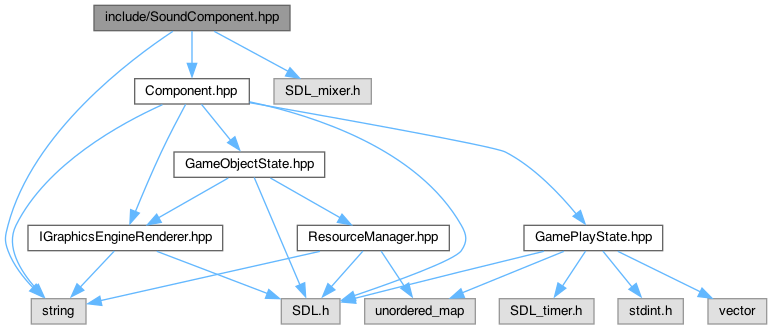 include/SoundComponent.hpp
Component.hpp
SDL_mixer.h
GameObjectState.hpp
IGraphicsEngineRenderer.hpp
ResourceManager.hpp
GamePlayState.hpp
string
SDL.h
unordered_map
SDL_timer.h
stdint.h
vector